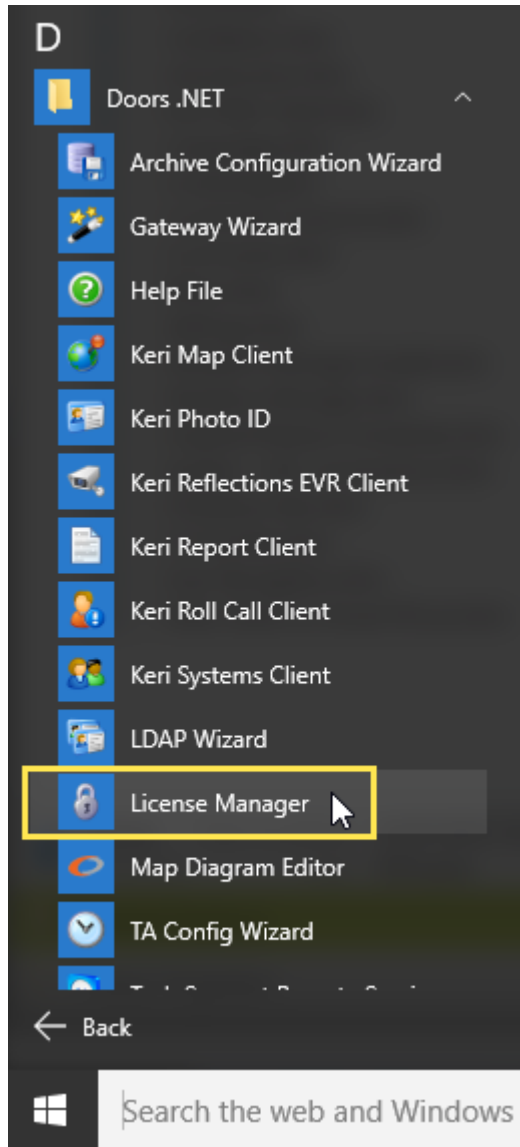 D
Doors .NET
Archive Configuration Wizard
Gateway Wizard
Help File
Keri Map Client
Keri Photo ID
Keri Reflections EVR Client
Keri Report Client
Keri Roll Call Client
Keri Systems Client
LDAP Wizard
License Manager
Map Diagram Editor
TA Config Wizard
Back
Search the web and Windows